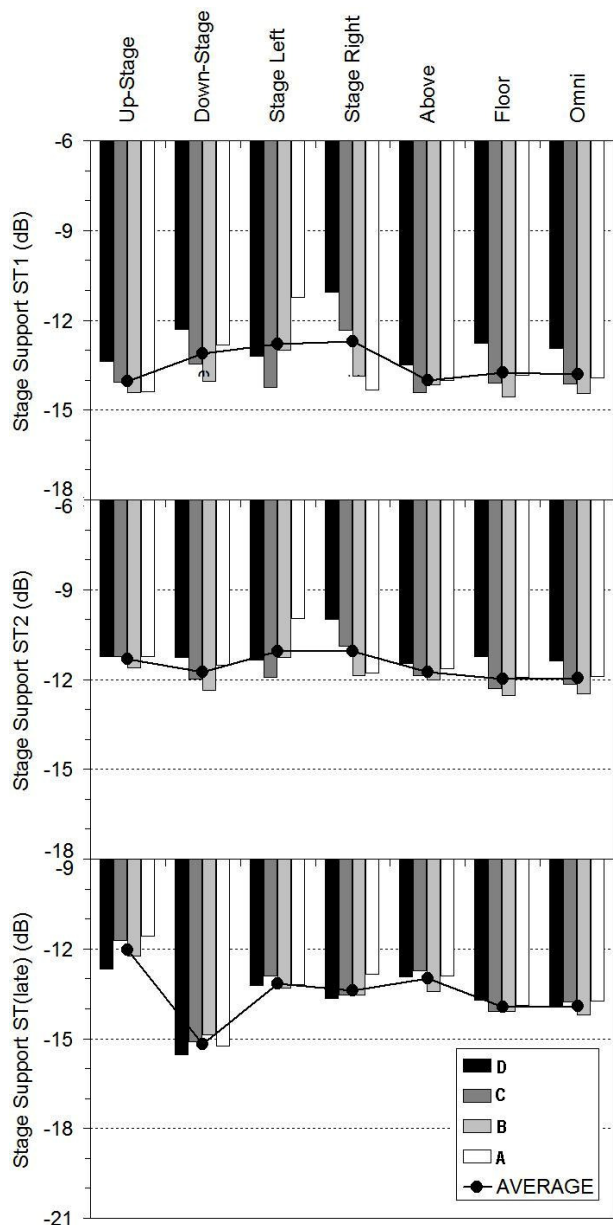 Up-Stage
Down-Stage
Stage Left
Stage Right
Above
Floor
Omni
Stage Support ST1 (dB)
-6
-9
-12
-15
-18
e
Stage Support ST2 (dB)
-6
-9
-12
-15
-18
Stage Support ST(late) (dB)
-9
-12
-15
-18
-21
D
C
B
A
AVERAGE